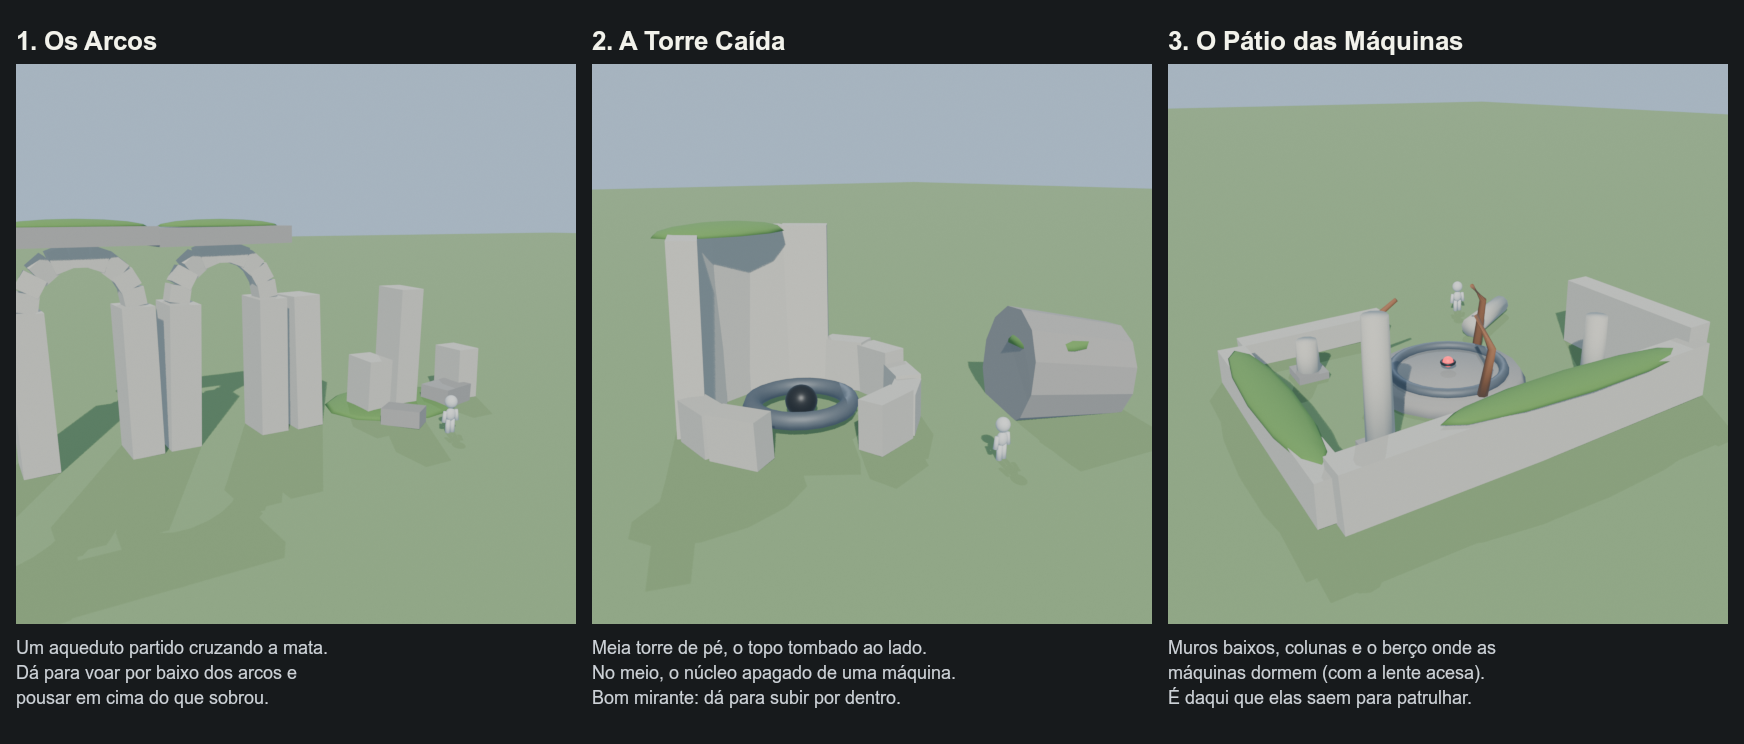 1. Os Arcos
Um aqueduto partido cruzando a mata.
Dá para voar por baixo dos arcos e
pousar em cima do que sobrou.
2. A Torre Caída
Meia torre de pé, o topo tombado ao lado.
No meio, o núcleo apagado de uma máquina.
Bom mirante: dá para subir por dentro.
3. O Pátio das Máquinas
Muros baixos, colunas e o berço onde as
máquinas dormem (com a lente acesa).
É daqui que elas saem para patrulhar.